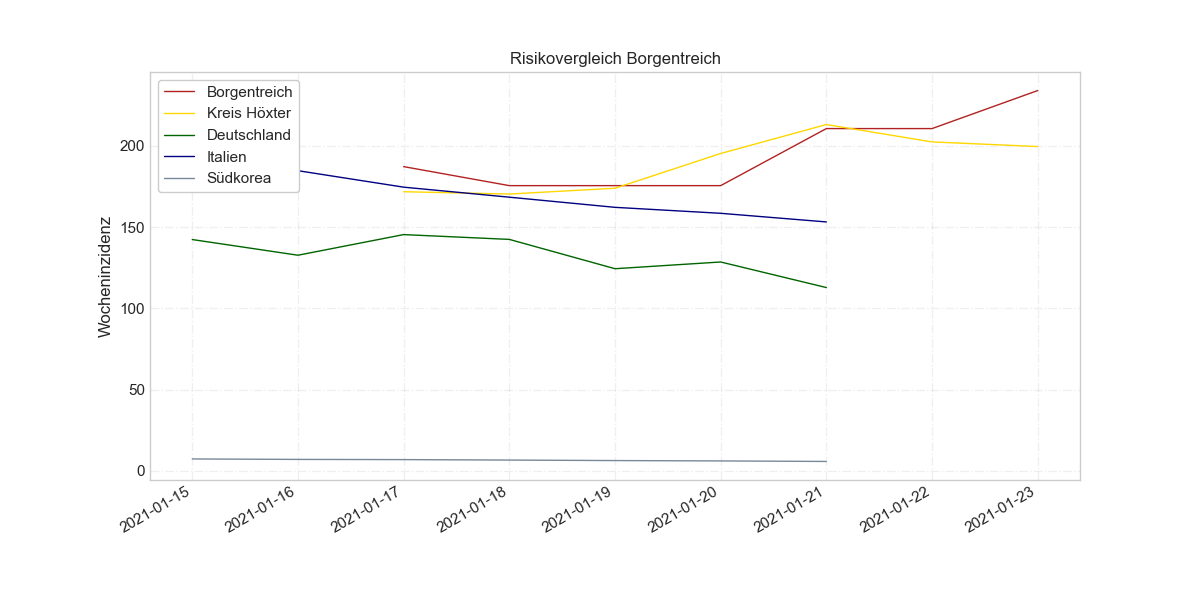 Risikovergleich Borgentreich
Borgentreich
Kreis Höxter
Deutschland
Italien
Südkorea
Wocheninzidenz
200
150
100
50
0
2021-01-15
2021-01-16
2021-01-17
2021-01-18
2021-01-19
2021-01-20
2021-01-21
2021-01-22
2021-01-23